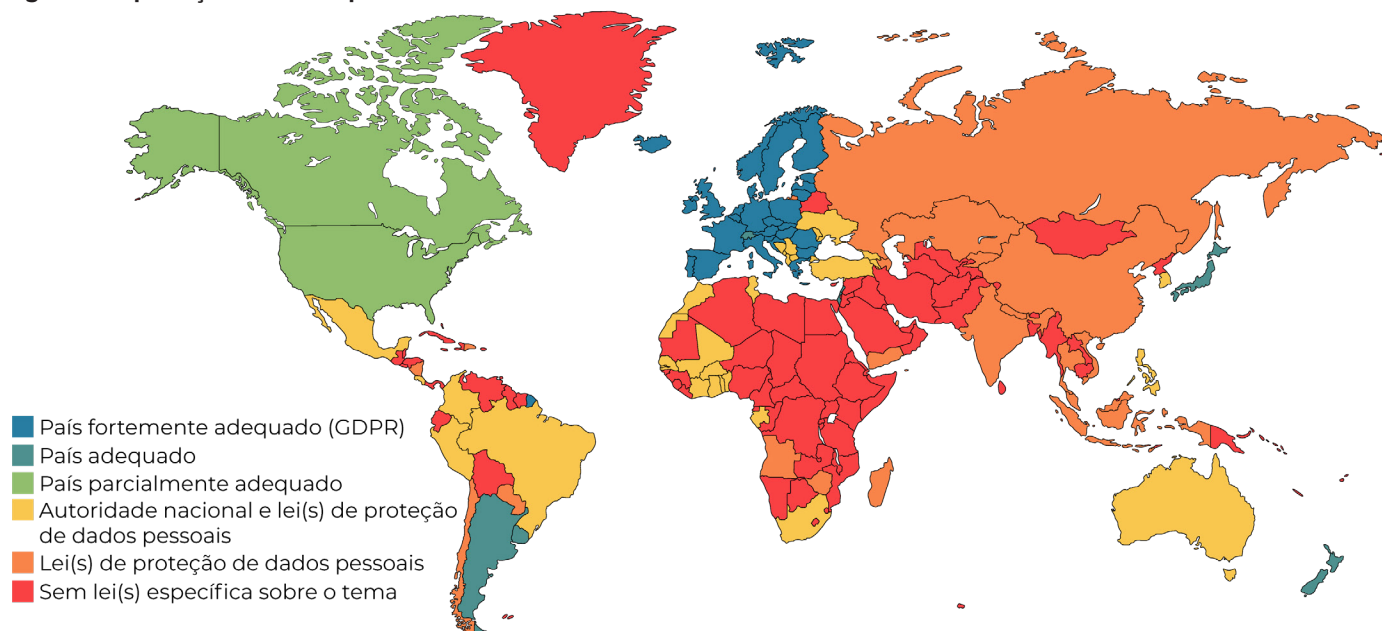 País fortemente adequado (GDPR)
País adequado
País parcialmente adequado
Autoridade nacional e lei(s) de proteção
de dados pessoais
Lei(s) de proteção de dados pessoais
Sem lei(s) específica sobre o tema